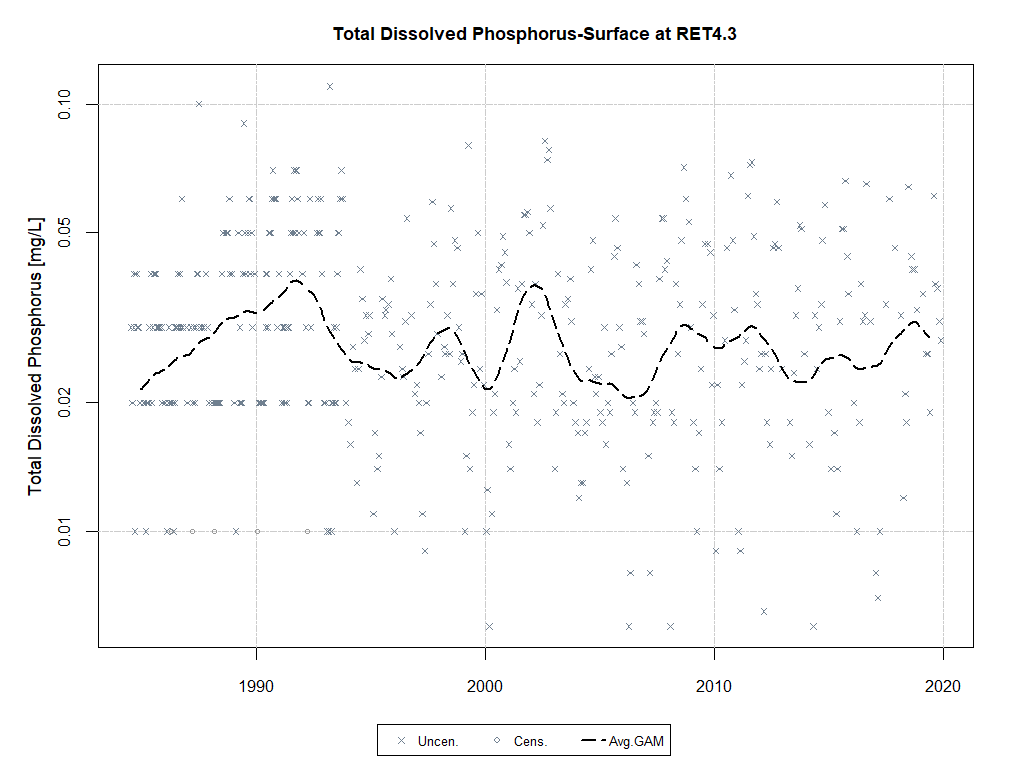 Total Dissolved Phosphorus-Surface at RET4.3
Total Dissolved Phosphorus [mg/L]
0.10
0.05
0.02
0.01
1990 2000 2010 2020
Uncen. Cens. Avg.GAM